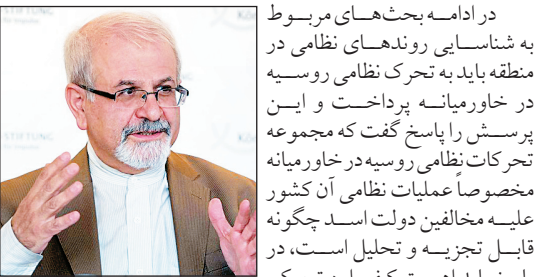 در ادامه بحث‌های مربوط
به شناسایی روندهای نظامی در
منطقه باید به تحرک نظامی روسیه
در خاورمیانه پرداخت و این
پرسش را پاسخ گفت که مجموعه
تحرکات نظامی روسیه در خاورمیانه
مخصوصاً عملیات نظامی آن کشور
علیه مخالفین دولت اسد چگونه
قابل تجزیه و تحلیل است، در
STIFTUNG